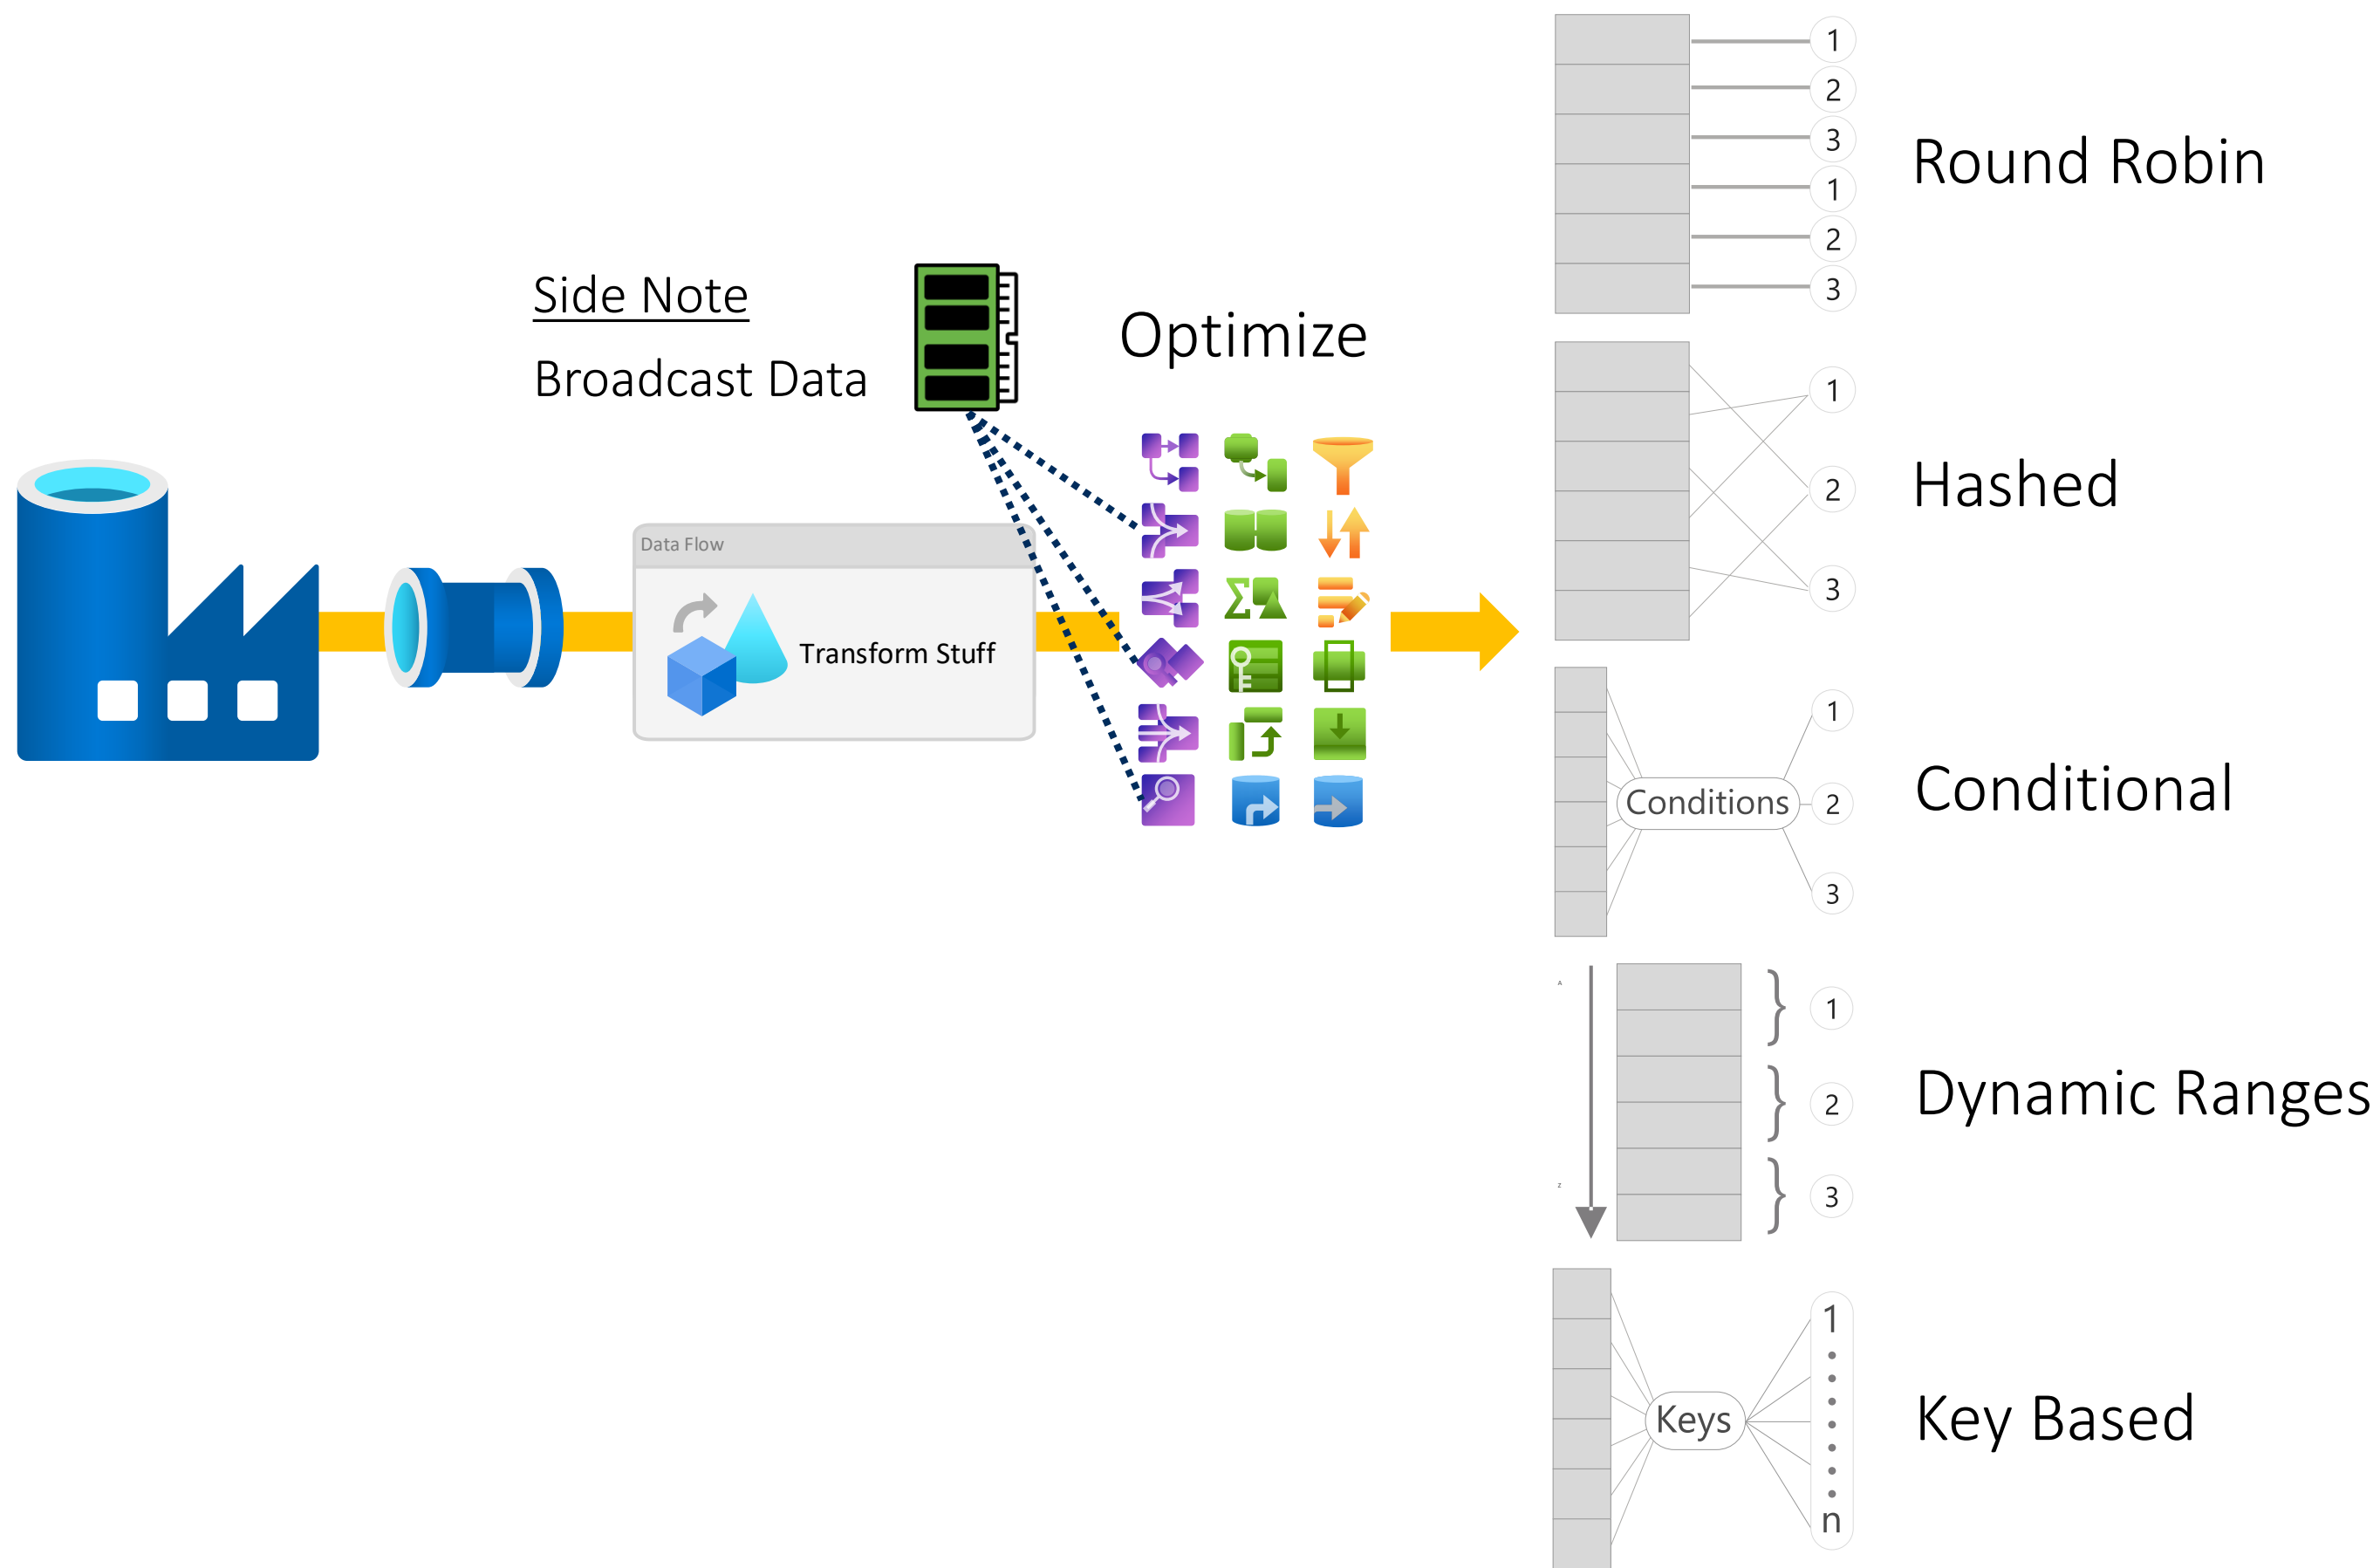 Side Note
Broadcast Data
Optimize
Data Flow
Transform Stuff
1
2
3
1
2
3
Round Robin
1
2
3
Hashed
Conditions
1
2
3
Conditional
A
Z
1
2
3
Dynamic Ranges
Keys
1
n
Key Based